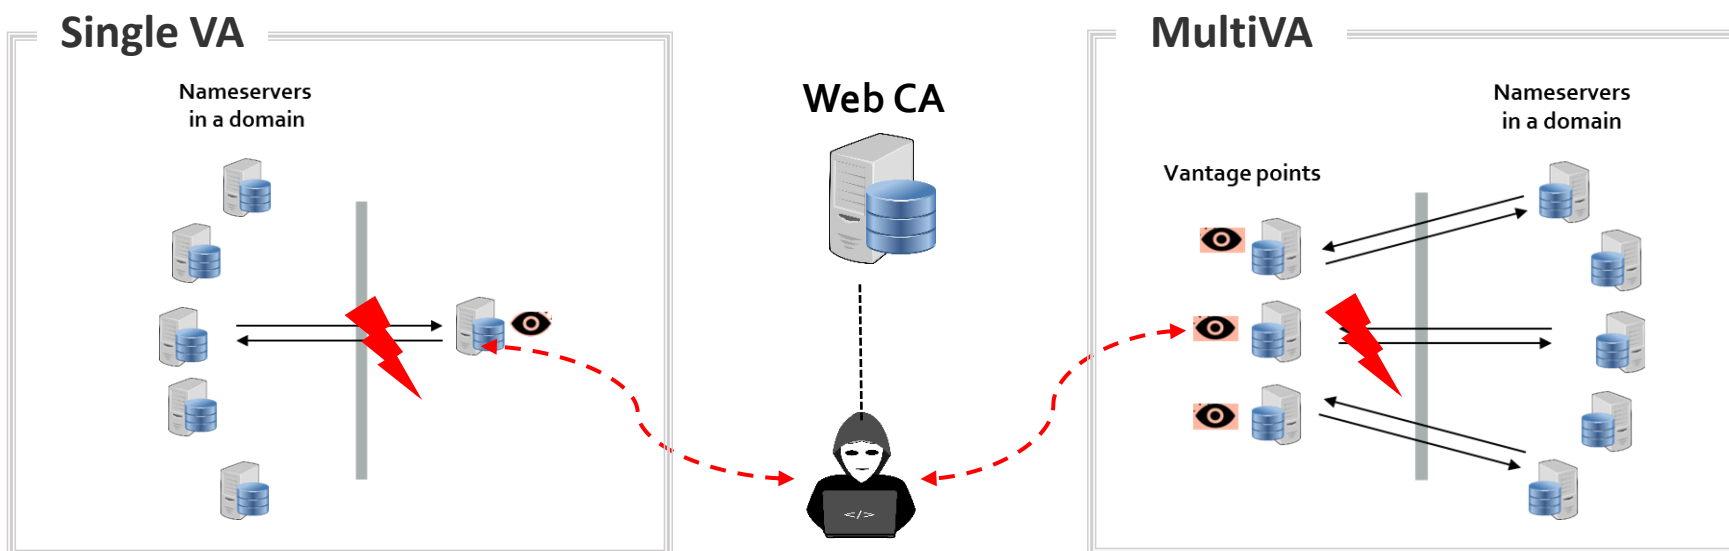 Single VA
Nameservers
in a domain
Web CA
</>
MultiVA
Nameservers
in a domain
Vantage points